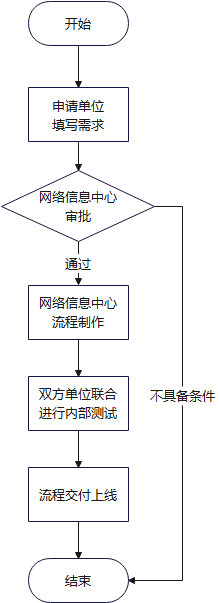 开始
申请单位
填写需求
网络信息中心
审批
通过
网络信息中心
流程制作
双方单位联合
进行内部测试
不具备条件
流程交付上线
结束